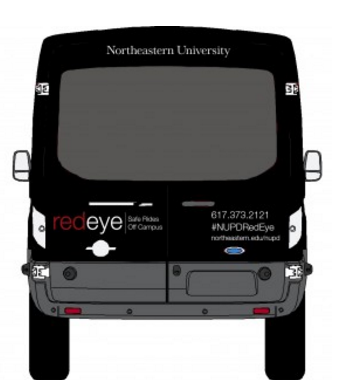 Northeastern University
redeye
Safe Rides
Off Campus
617.373.2121
#NUPDRedEye
northeastern.edu/nupd